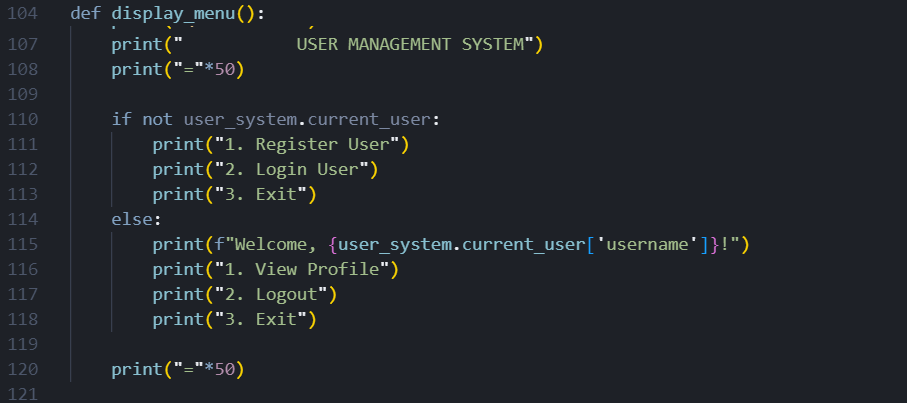 104 def display_menu():
107     print("           USER MANAGEMENT SYSTEM")
108     print("="*50)
109
110     if not user_system.current_user:
111         print("1. Register User")
112         print("2. Login User")
113         print("3. Exit")
114     else:
115         print(f"Welcome, {user_system.current_user['username']}!")
116         print("1. View Profile")
117         print("2. Logout")
118         print("3. Exit")
119
120     print("="*50)
121